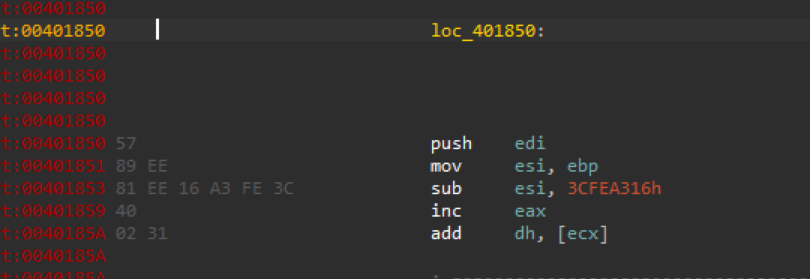 t:00401850
t:00401850 loc_401850:
t:00401850
t:00401850
t:00401850
t:00401850
t:00401850 57 push edi
t:00401851 89 EE mov esi, ebp
t:00401853 81 EE 16 A3 FE 3C sub esi, 3CFEA316h
t:00401859 40 inc eax
t:0040185A 02 31 add dh, [ecx]
t:0040185A
t:0040185A